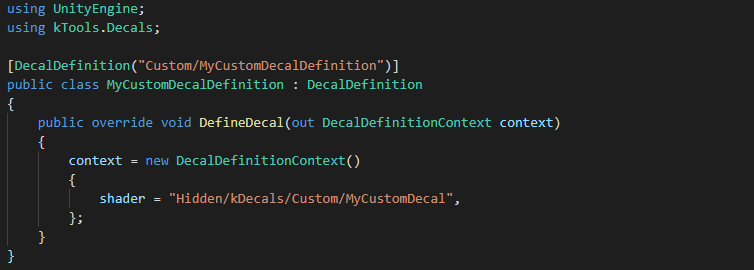 using UnityEngine;
using kTools.Decals;
[DecalDefinition("Custom/MyCustomDecalDefinition")]
public class MyCustomDecalDefinition : DecalDefinition
{
public override void DefineDecal(out DecalDefinitionContext context)
{
context = new DecalDefinitionContext()
{
shader = "Hidden/kDecals/Custom/MyCustomDecal",
};
}
}